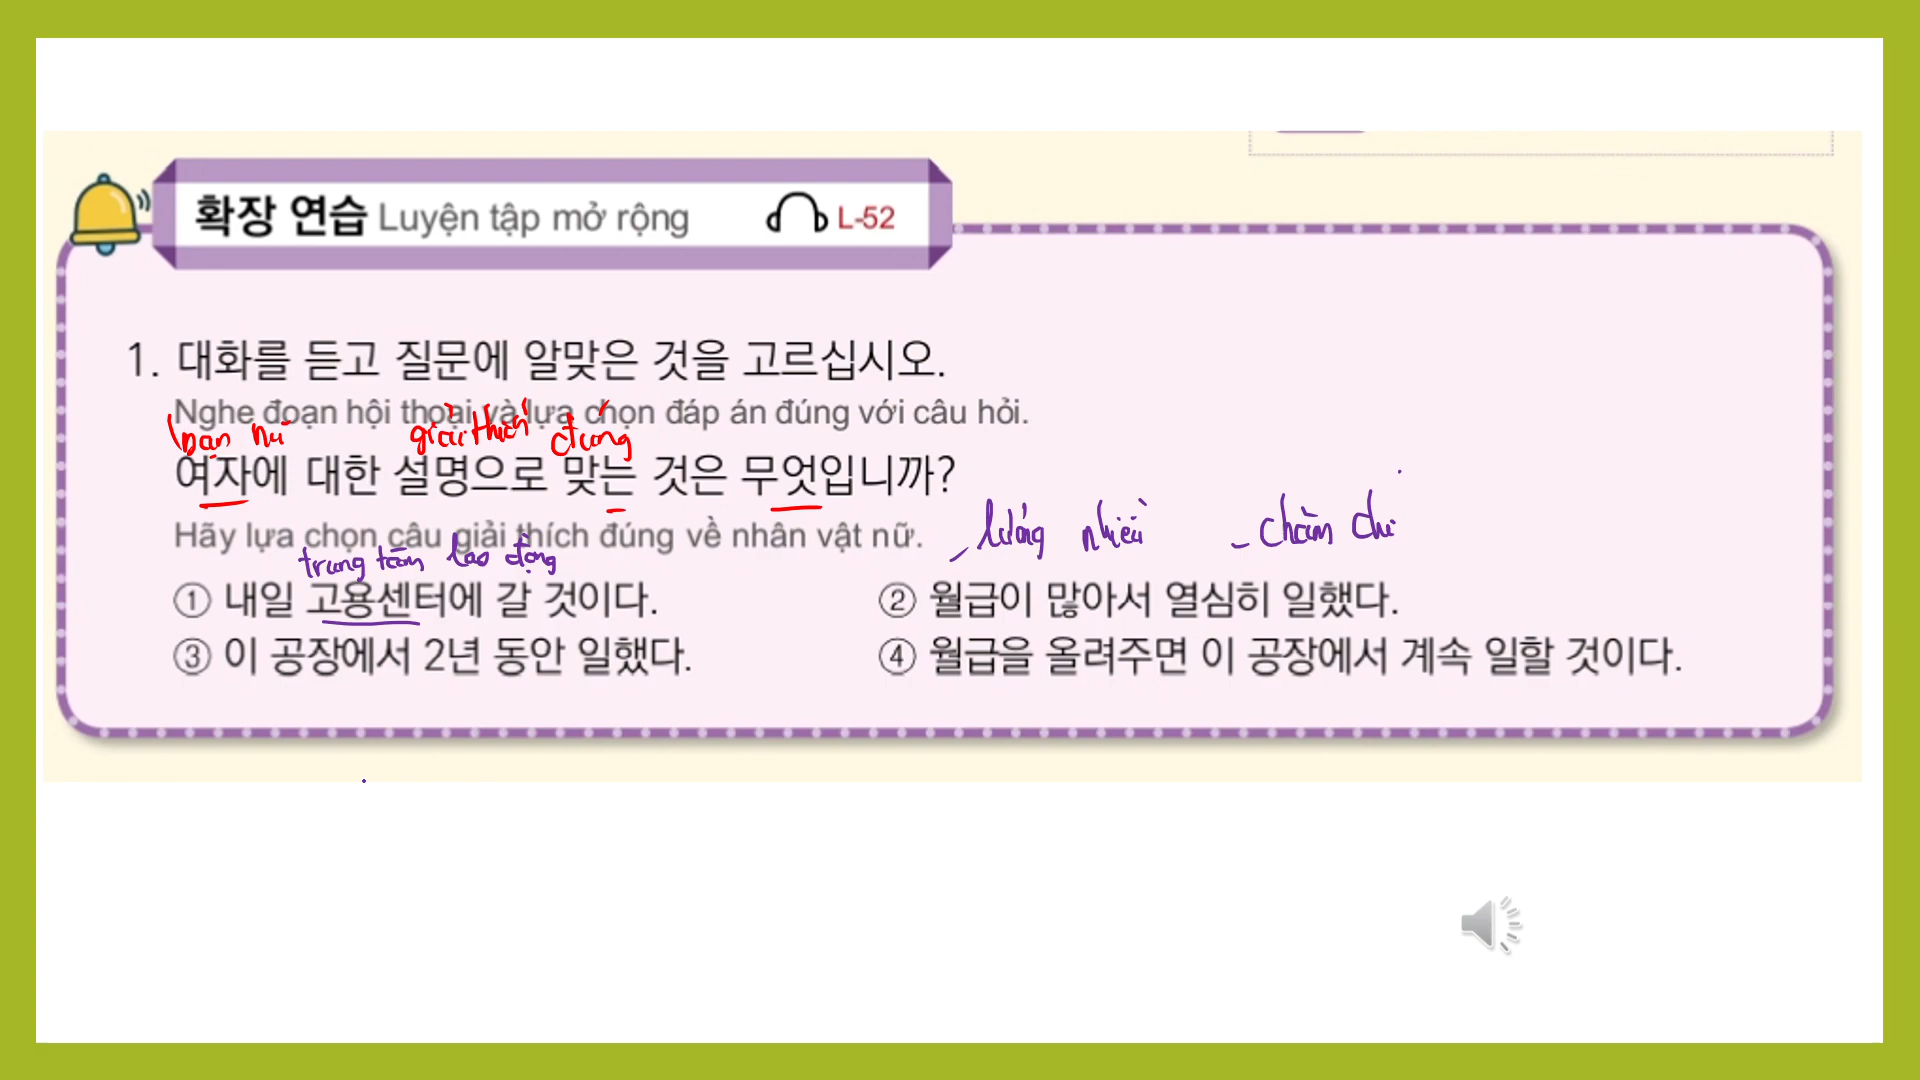 확장 연습 Luyện tập mở rộng L-52
1. 대화를 듣고 질문에 알맞은 것을 고르십시오.
Nghe đoạn hội thoại và lựa chọn đáp án đúng với câu hỏi.
bạn nữ giải thích đúng
여자에 대한 설명으로 맞는 것은 무엇입니까?
Hãy lựa chọn câu giải thích đúng về nhân vật nữ.
trung tâm lao động
- lương nhiều - chăm chỉ
① 내일 고용센터에 갈 것이다. ② 월급이 많아서 열심히 일했다.
③ 이 공장에서 2년 동안 일했다. ④ 월급을 올려주면 이 공장에서 계속 일할 것이다.